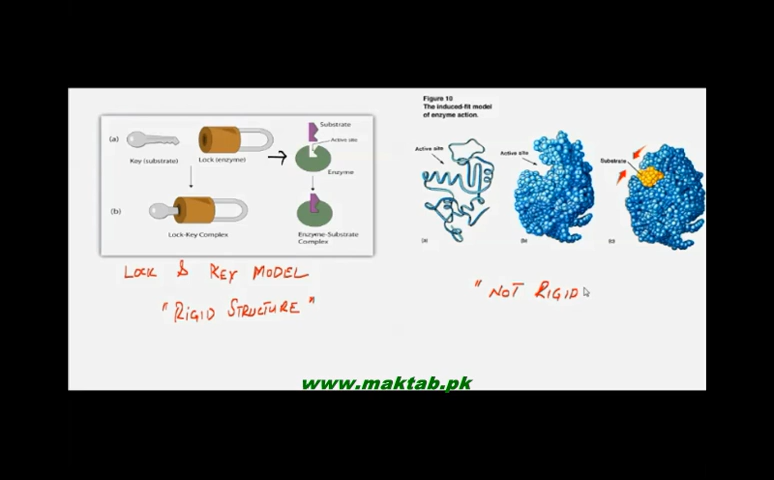 Figure 10
The induced-fit model
of enzyme action.
(a)
Substrate
Active site
Key (substrate)
Lock (enzyme)
Enzyme
(b)
Lock-Key Complex
Enzyme-Substrate
Complex
Active site
Active site
Substrate
(a)
(b)
(c)
LOCK & KEY MODEL
"RIGID STRUCTURE"
"NOT RIGID
www.maktab.pk